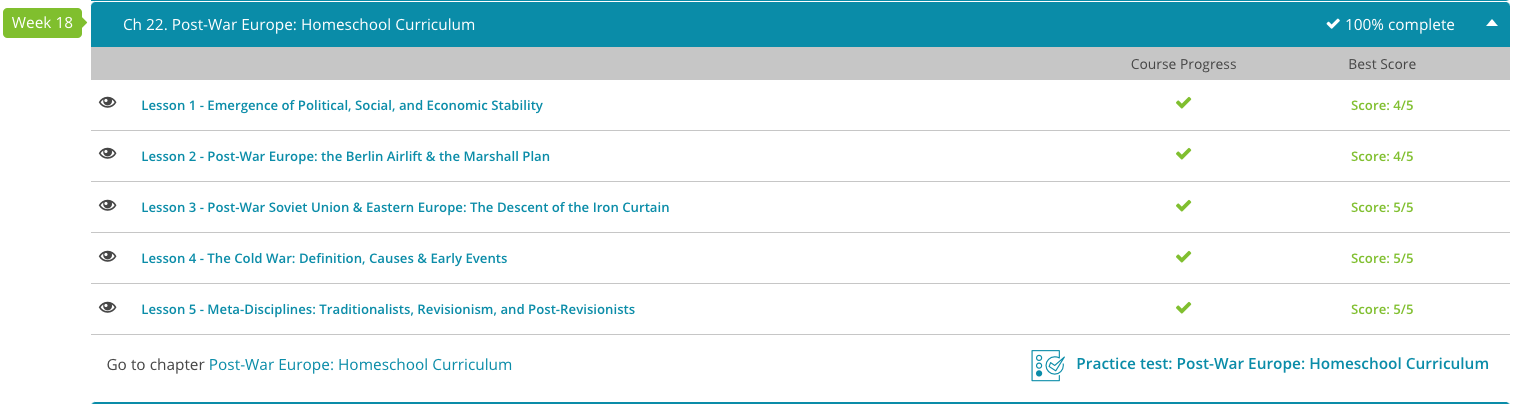 Week 18
Ch 22. Post-War Europe: Homeschool Curriculum
100% complete
Course Progress
Best Score
Lesson 1 - Emergence of Political, Social, and Economic Stability
Score: 4/5
Lesson 2 - Post-War Europe: the Berlin Airlift & the Marshall Plan
Score: 4/5
Lesson 3 - Post-War Soviet Union & Eastern Europe: The Descent of the Iron Curtain
Score: 5/5
Lesson 4 - The Cold War: Definition, Causes & Early Events
Score: 5/5
Lesson 5 - Meta-Disciplines: Traditionalists, Revisionism, and Post-Revisionists
Score: 5/5
Go to chapter Post-War Europe: Homeschool Curriculum
Practice test: Post-War Europe: Homeschool Curriculum